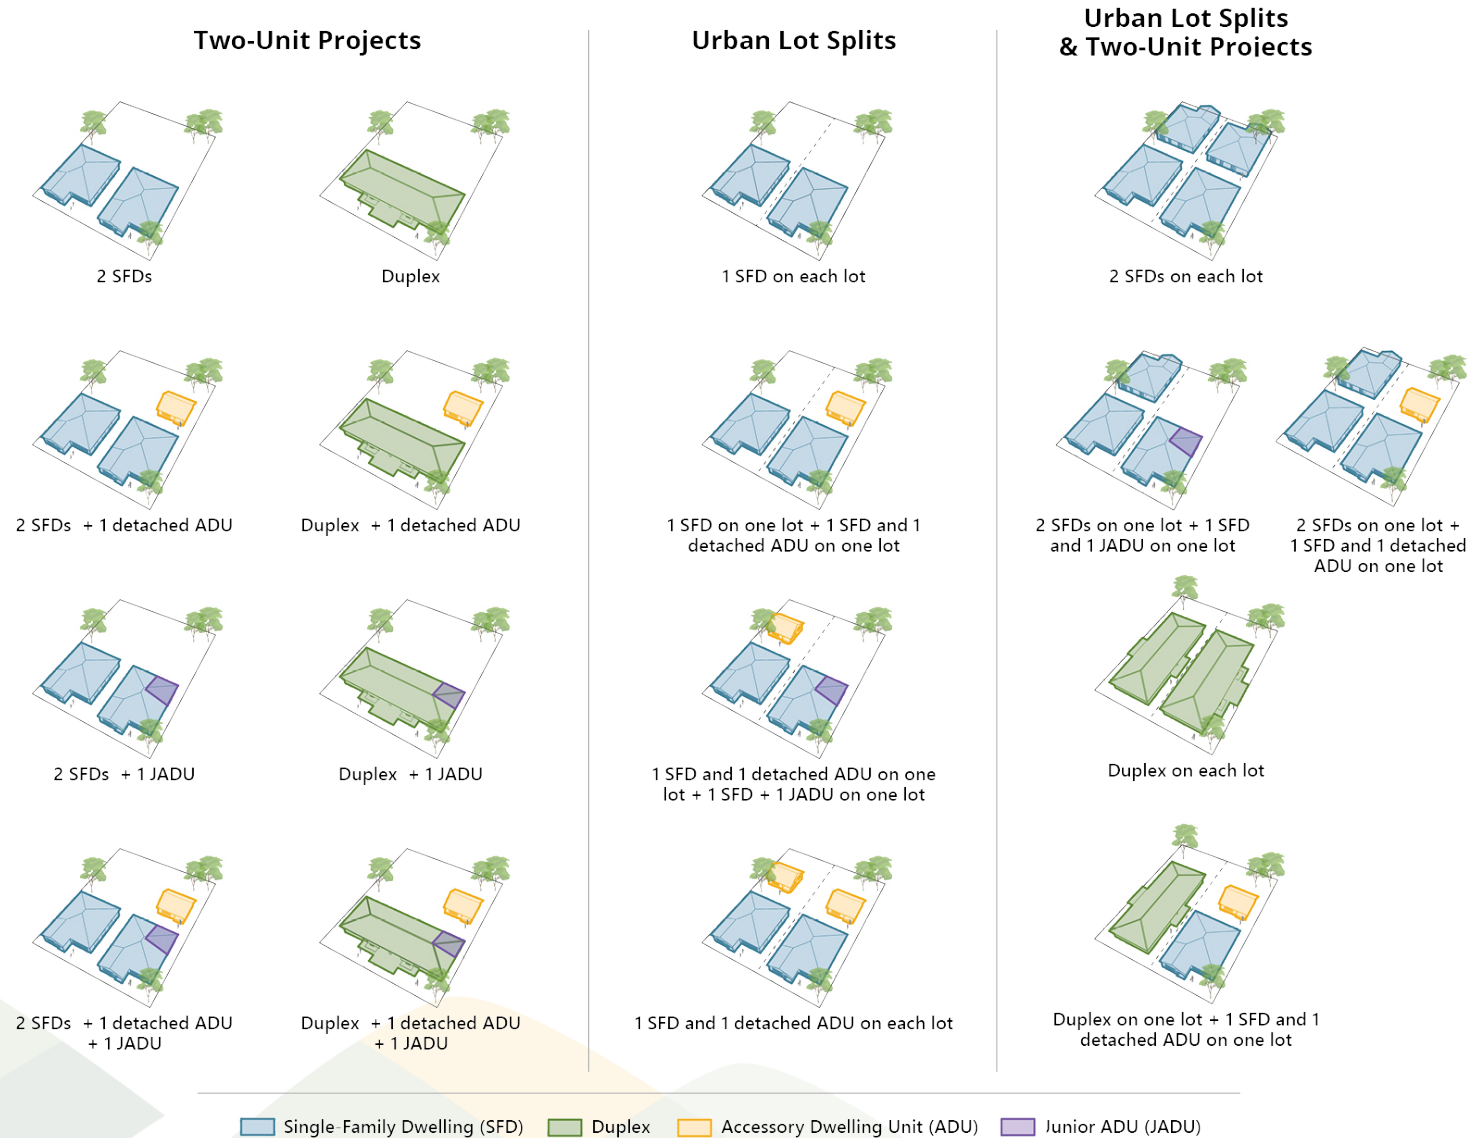 Two-Unit Projects
Urban Lot Splits
Urban Lot Splits
& Two-Unit Projects
2 SFDs
Duplex
1 SFD on each lot
2 SFDs on each lot
2 SFDs + 1 detached ADU
Duplex + 1 detached ADU
1 SFD on one lot + 1 SFD and 1
detached ADU on one lot
2 SFDs on one lot + 1 SFD
and 1 JADU on one lot
2 SFDs on one lot +
1 SFD and 1 detached
ADU on one lot
2 SFDs + 1 JADU
Duplex + 1 JADU
1 SFD and 1 detached ADU on one
lot + 1 SFD + 1 JADU on one lot
Duplex on each lot
2 SFDs + 1 detached ADU
+ 1 JADU
Duplex + 1 detached ADU
+ 1 JADU
1 SFD and 1 detached ADU on each lot
Duplex on one lot + 1 SFD and 1
detached ADU on one lot
Single-Family Dwelling (SFD)
Duplex
Accessory Dwelling Unit (ADU)
Junior ADU (JADU)